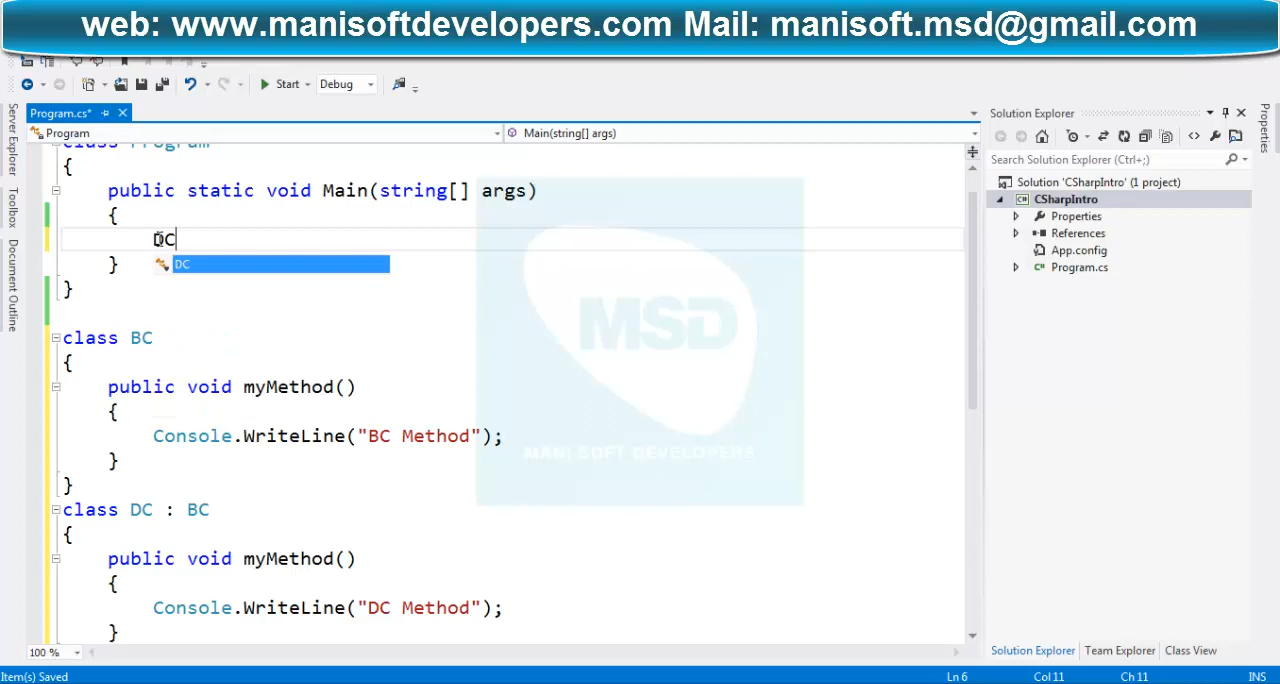 web: www.manisoftdevelopers.com Mail: manisoft.msd@gmail.com
Start Debug
Program.cs*
Program Main(string[] args)
class Program
{
public static void Main(string[] args)
{
DC
DC
}
}
class BC
{
public void myMethod()
{
Console.WriteLine("BC Method");
}
}
class DC : BC
{
public void myMethod()
{
Console.WriteLine("DC Method");
}
100 %
MSD
MANI SOFT DEVELOPERS
Server Explorer
Toolbox
Document Outline
Solution Explorer
Search Solution Explorer (Ctrl+;)
Solution 'CSharpIntro' (1 project)
C# CSharpIntro
Properties
References
App.config
C# Program.cs
Solution Explorer Team Explorer Class View
Properties
Item(s) Saved Ln 6 Col 11 Ch 11 INS